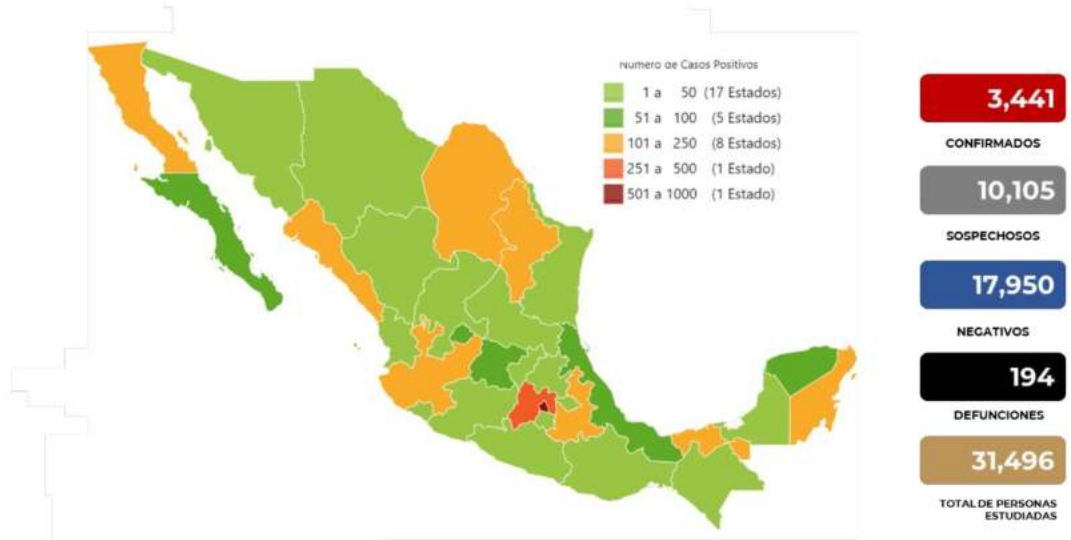 Numero de Casos Positivos
1 a 50 (17 Estados)
51 a 100 (5 Estados)
101 a 250 (8 Estados)
251 a 500 (1 Estado)
501 a 1000 (1 Estado)
3,441
CONFIRMADOS
10,105
SOSPECHOSOS
17,950
NEGATIVOS
194
DEFUNCIONES
31,496
TOTAL DE PERSONAS
ESTUDIADAS